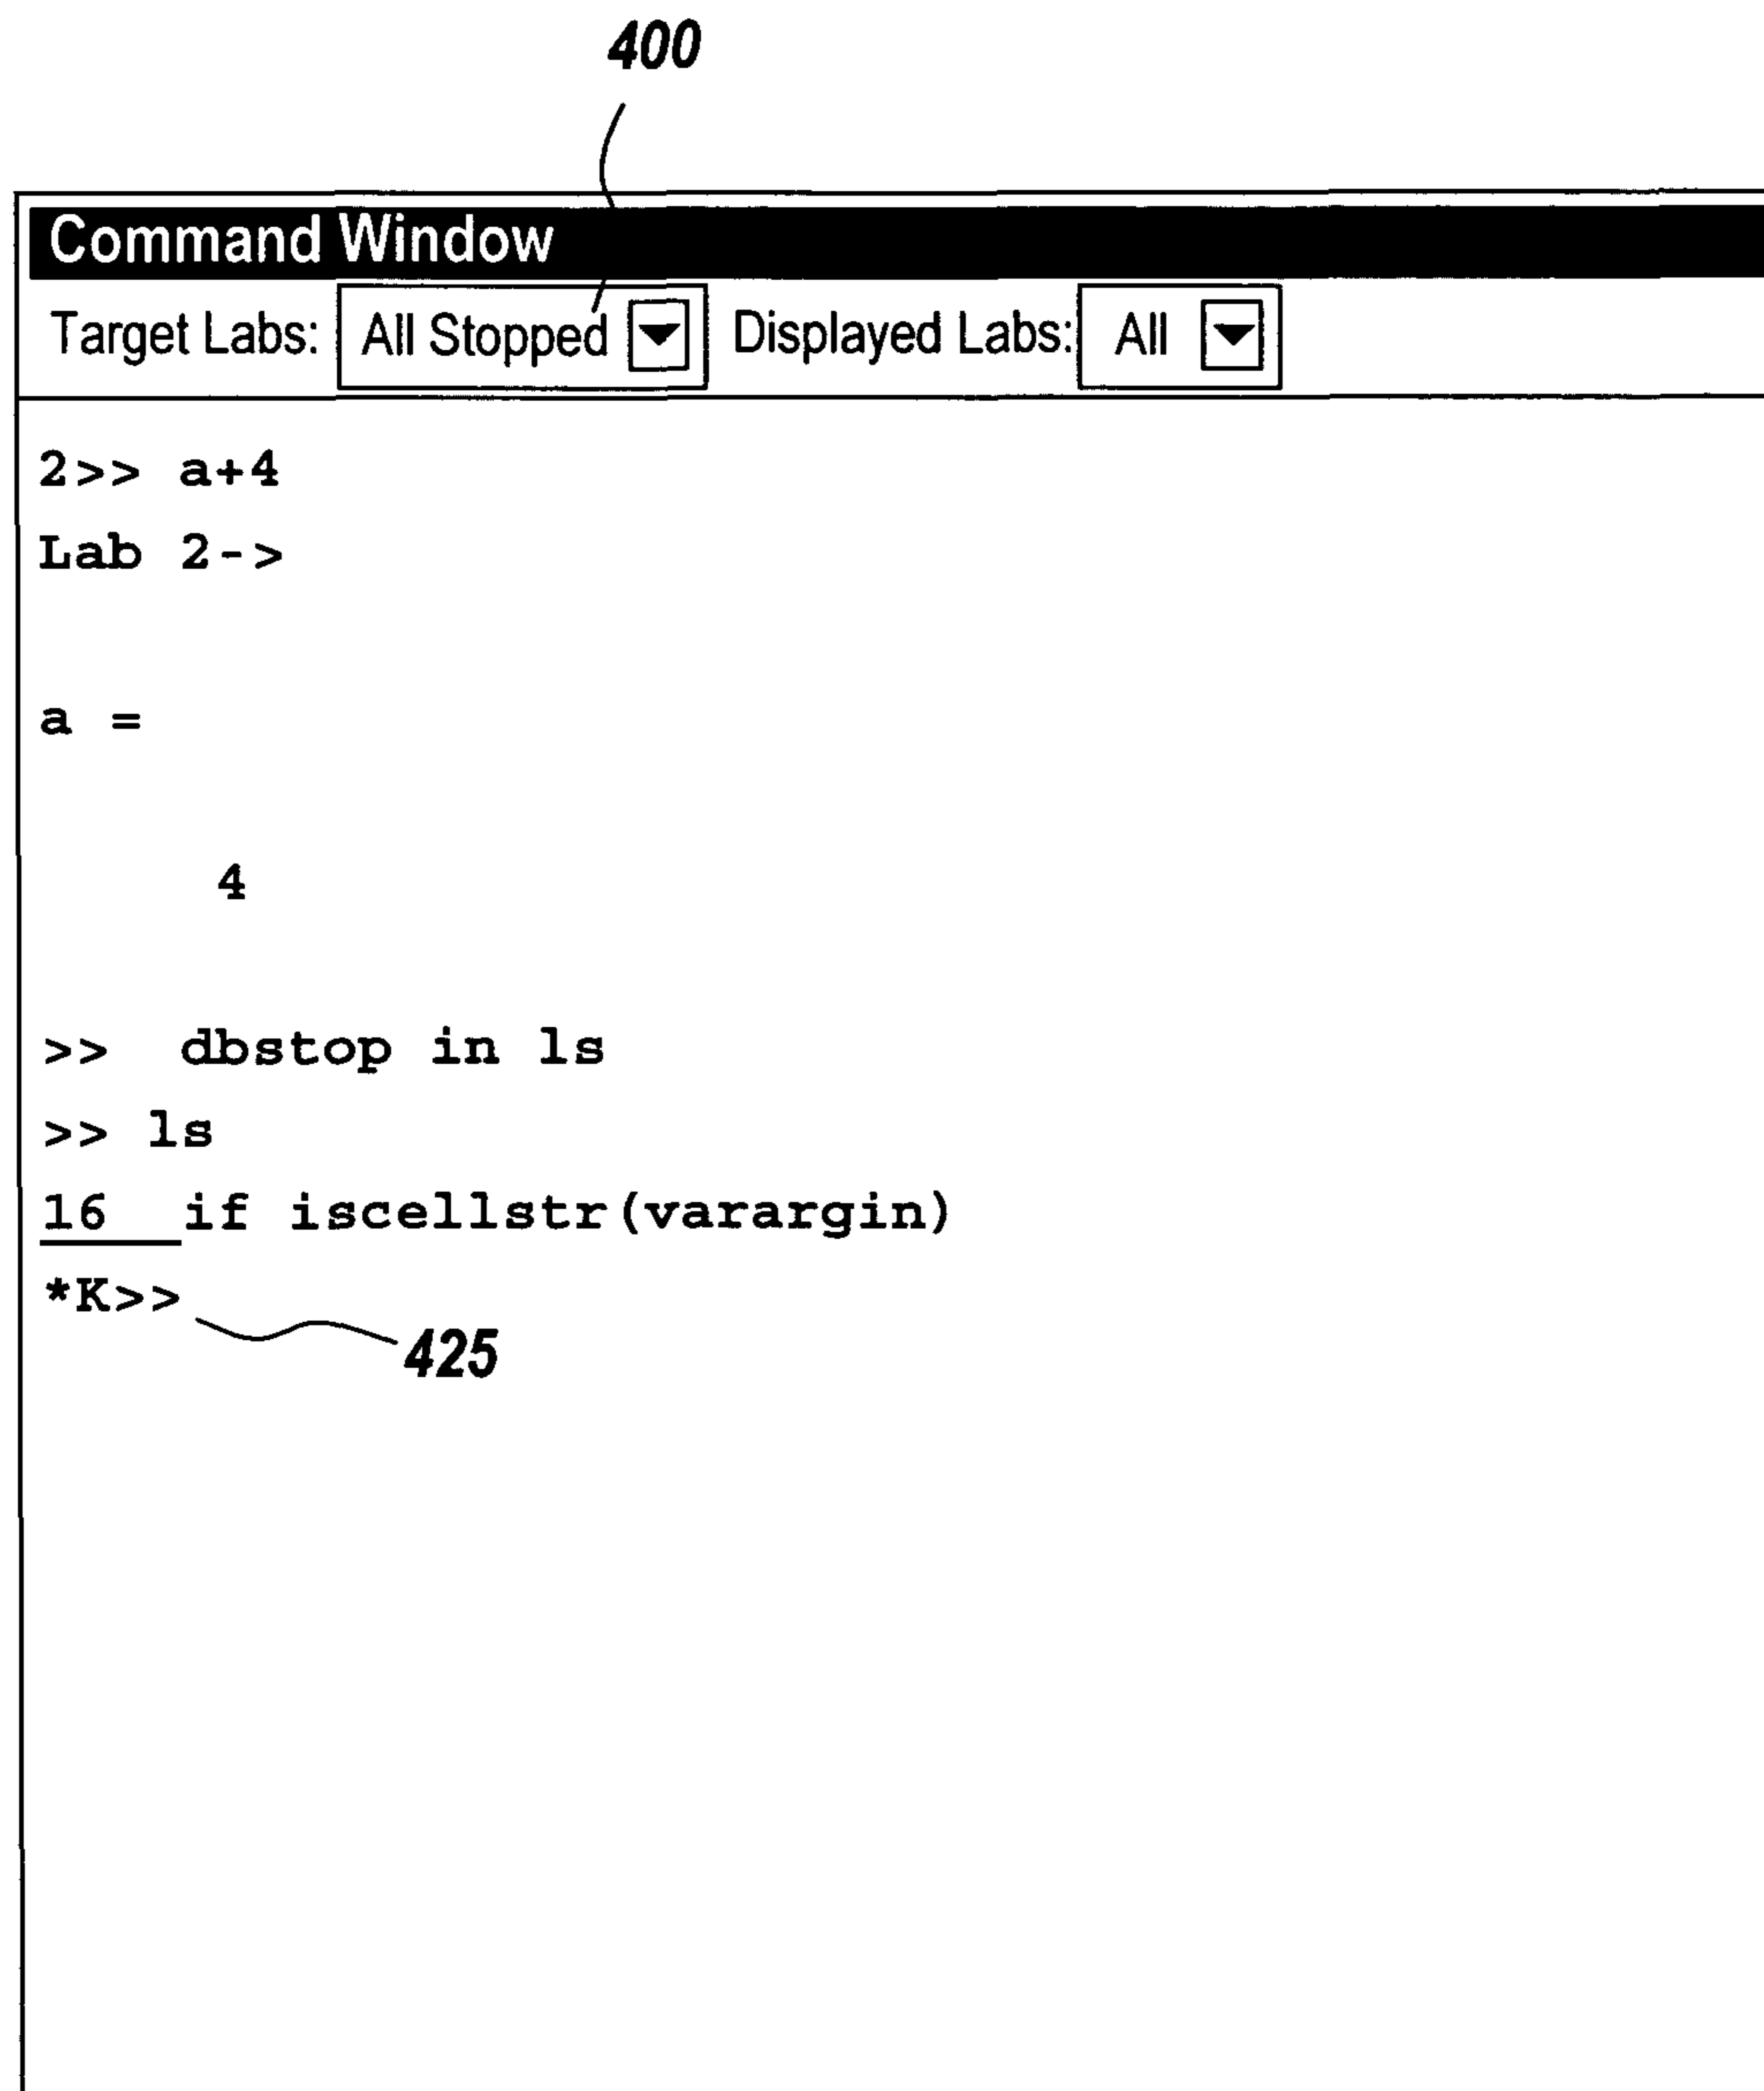 400
Command Window
Target Labs: All Stopped Displayed Labs: All
2>> a+4
Lab 2->
a =
4
>> dbstop in ls
>> ls
16 if iscellstr(varargin)
*K>>
425